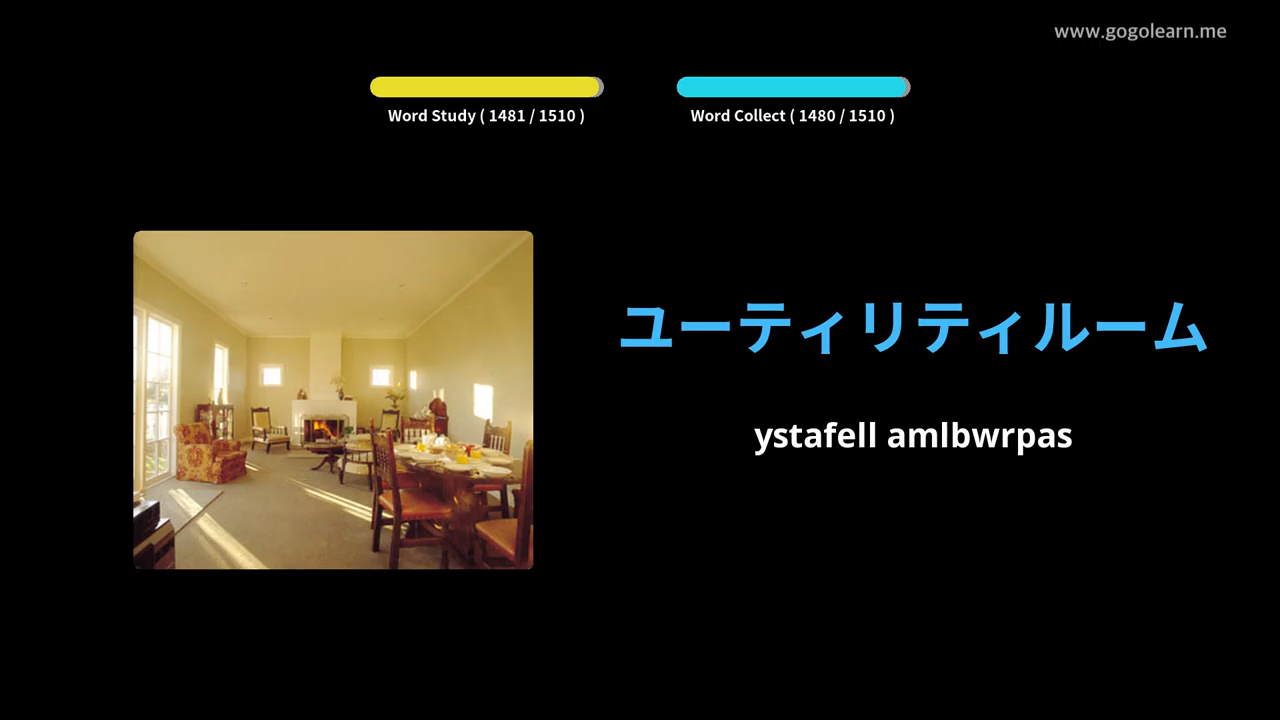 www.gogolearn.me
Word Study ( 1481 / 1510 )
Word Collect ( 1480 / 1510 )
ユーティリティルーム
ystafell amlbwrpas